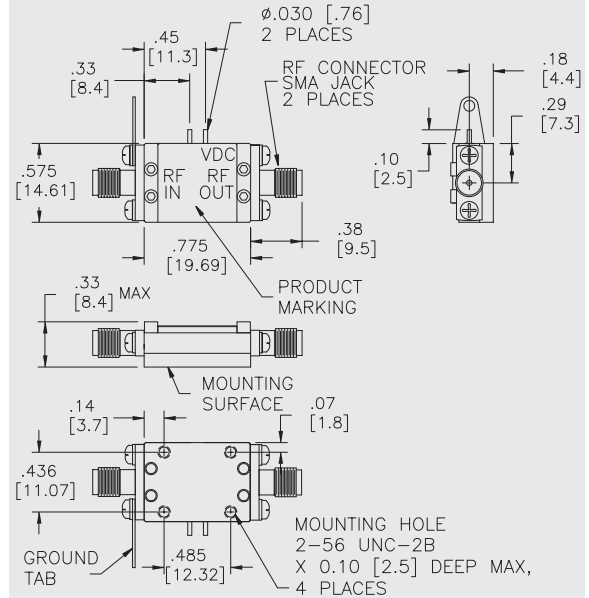 ø.030 [.76]
2 PLACES
.45
[11.3]
.33
[8.4]
RF CONNECTOR
SMA JACK
2 PLACES
.18
[4.4]
.29
[7.3]
.10
[2.5]
.575
[14.61]
VDC
RF IN
RF OUT
.38
[9.5]
.775
[19.69]
PRODUCT
MARKING
.33
[8.4] MAX
MOUNTING
SURFACE
.14
[3.7]
.07
[1.8]
.436
[11.07]
GROUND
TAB
.485
[12.32]
MOUNTING HOLE
2-56 UNC-2B
X 0.10 [2.5] DEEP MAX,
4 PLACES